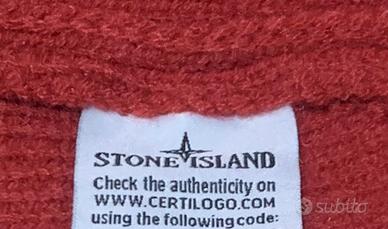 STONE ISLAND
Check the authenticity on
WWW.CERTILOGO.COM
using the following code:
subito